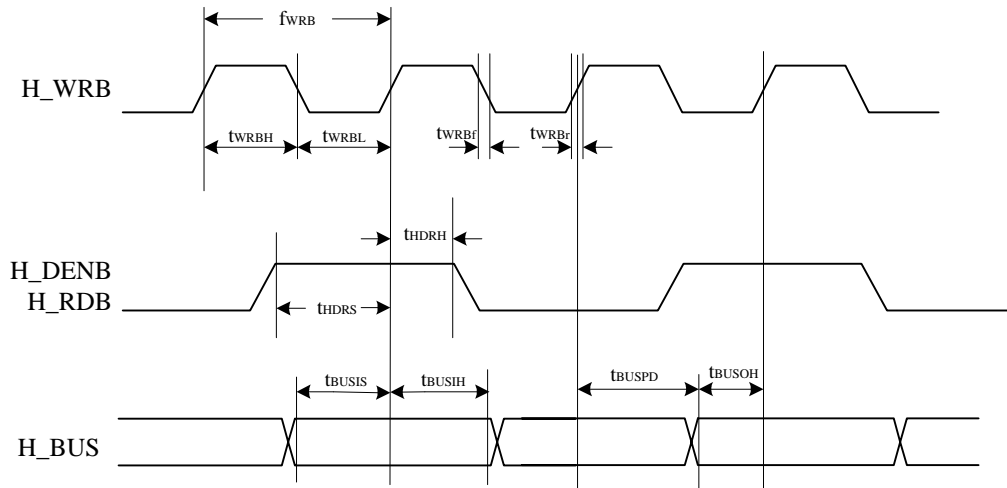 fWRB
H_WRB
tWRBH tWRBL tWRBf tWRBr
tHDRH
H_DENB
H_RDB
tHDRS
tBUSIS tBUSIH tBUSPD tBUSOH
H_BUS